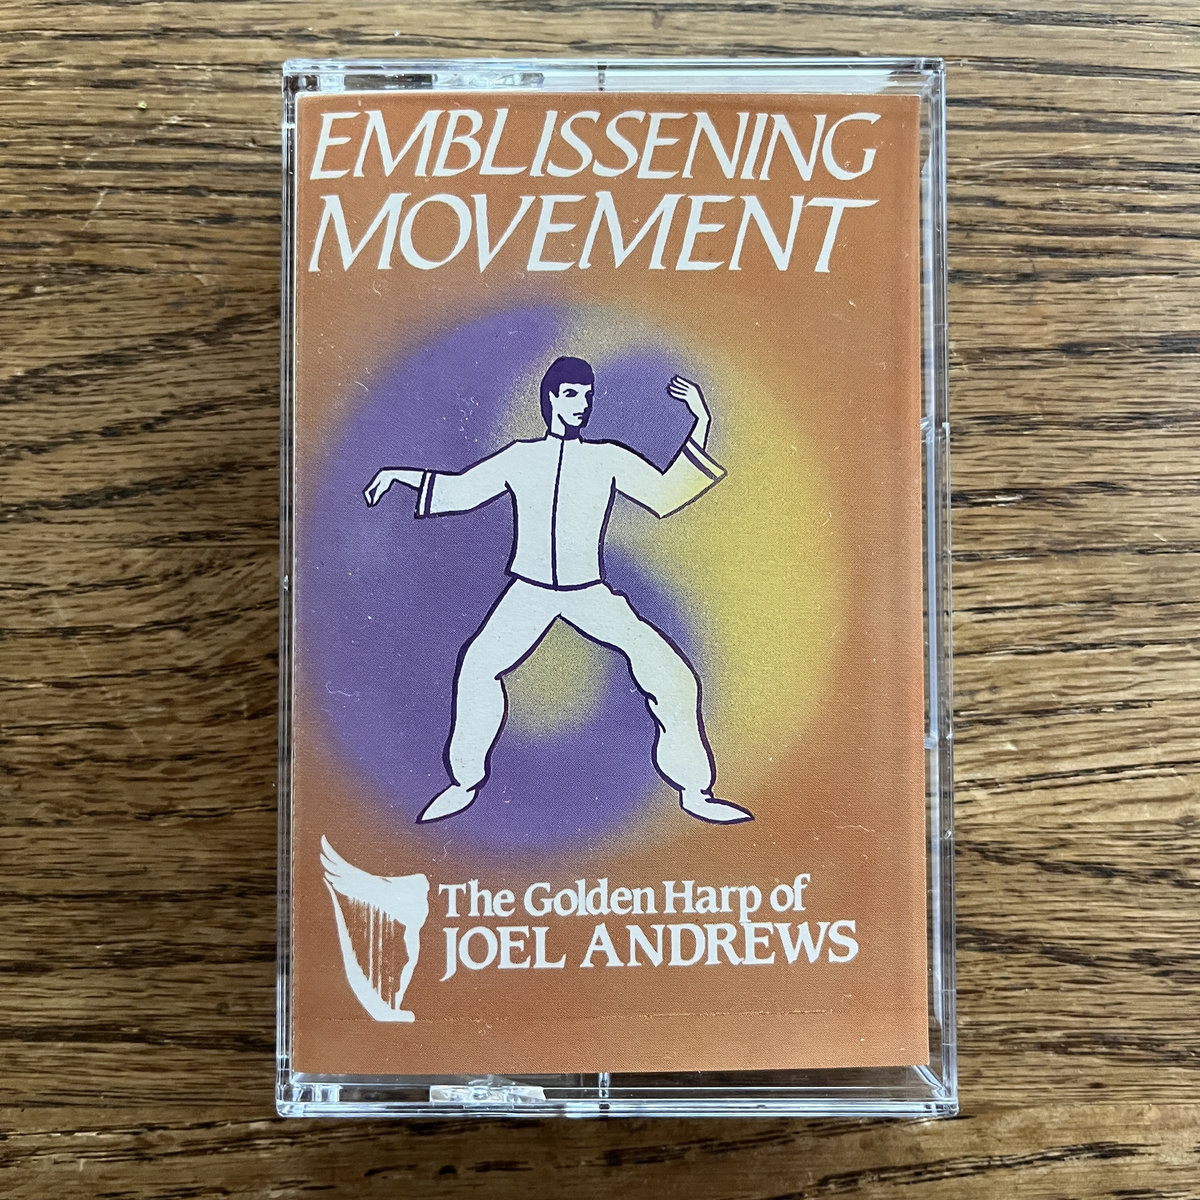 EMBLISSENING
MOVEMENT
The Golden Harp of
JOEL ANDREWS